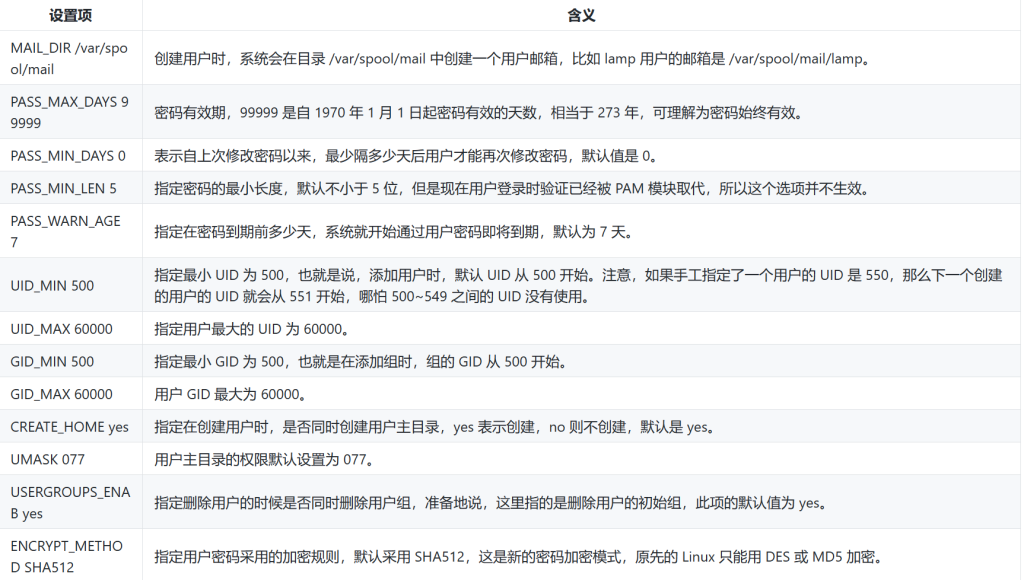 设置项 含义
MAIL_DIR /var/spo
ol/mail
创建用户时，系统会在目录 /var/spool/mail 中创建一个用户邮箱，比如 lamp 用户的邮箱是 /var/spool/mail/lamp。
PASS_MAX_DAYS 9
9999
密码有效期，99999 是自 1970 年 1 月 1 日起密码有效的天数，相当于 273 年，可理解为密码始终有效。
PASS_MIN_DAYS 0 表示自上次修改密码以来，最少隔多少天后用户才能再次修改密码，默认值是 0。
PASS_MIN_LEN 5 指定密码的最小长度，默认不小于 5 位，但是现在用户登录时验证已经被 PAM 模块取代，所以这个选项并不生效。
PASS_WARN_AGE
7
指定在密码到期前多少天，系统就开始通过用户密码即将到期，默认为 7 天。
UID_MIN 500
指定最小 UID 为 500，也就是说，添加用户时，默认 UID 从 500 开始。注意，如果手工指定了一个用户的 UID 是 550，那么下一个创建
的用户的 UID 就会从 551 开始，哪怕 500~549 之间的 UID 没有使用。
UID_MAX 60000 指定用户最大的 UID 为 60000。
GID_MIN 500 指定最小 GID 为 500，也就是在添加组时，组的 GID 从 500 开始。
GID_MAX 60000 用户 GID 最大为 60000。
CREATE_HOME yes 指定在创建用户时，是否同时创建用户主目录，yes 表示创建，no 则不创建，默认是 yes。
UMASK 077 用户主目录的权限默认设置为 077。
USERGROUPS_ENA
B yes
指定删除用户的时候是否同时删除用户组，准备地说，这里指的是删除用户的初始组，此项的默认值为 yes。
ENCRYPT_METHO
D SHA512
指定用户密码采用的加密规则，默认采用 SHA512，这是新的密码加密模式，原先的 Linux 只能用 DES 或 MD5 加密。